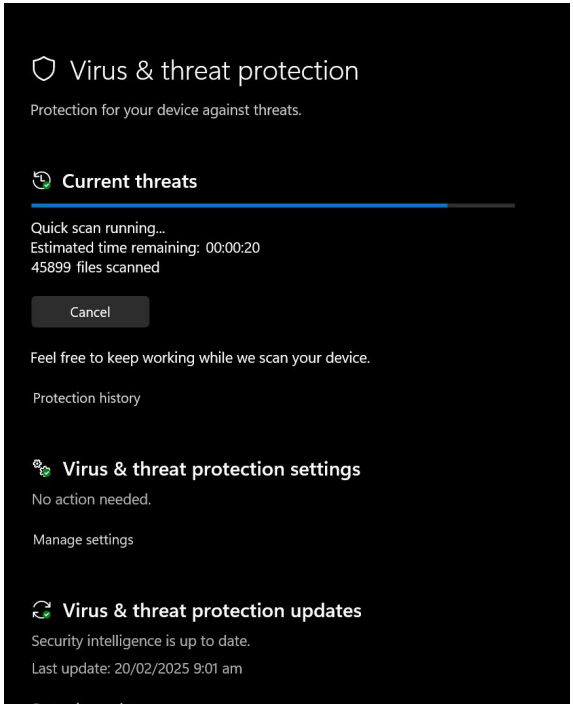 Virus & threat protection
Protection for your device against threats.
Current threats
Quick scan running...
Estimated time remaining: 00:00:20
45899 files scanned
Cancel
Feel free to keep working while we scan your device.
Protection history
Virus & threat protection settings
No action needed.
Manage settings
Virus & threat protection updates
Security intelligence is up to date.
Last update: 20/02/2025 9:01 am